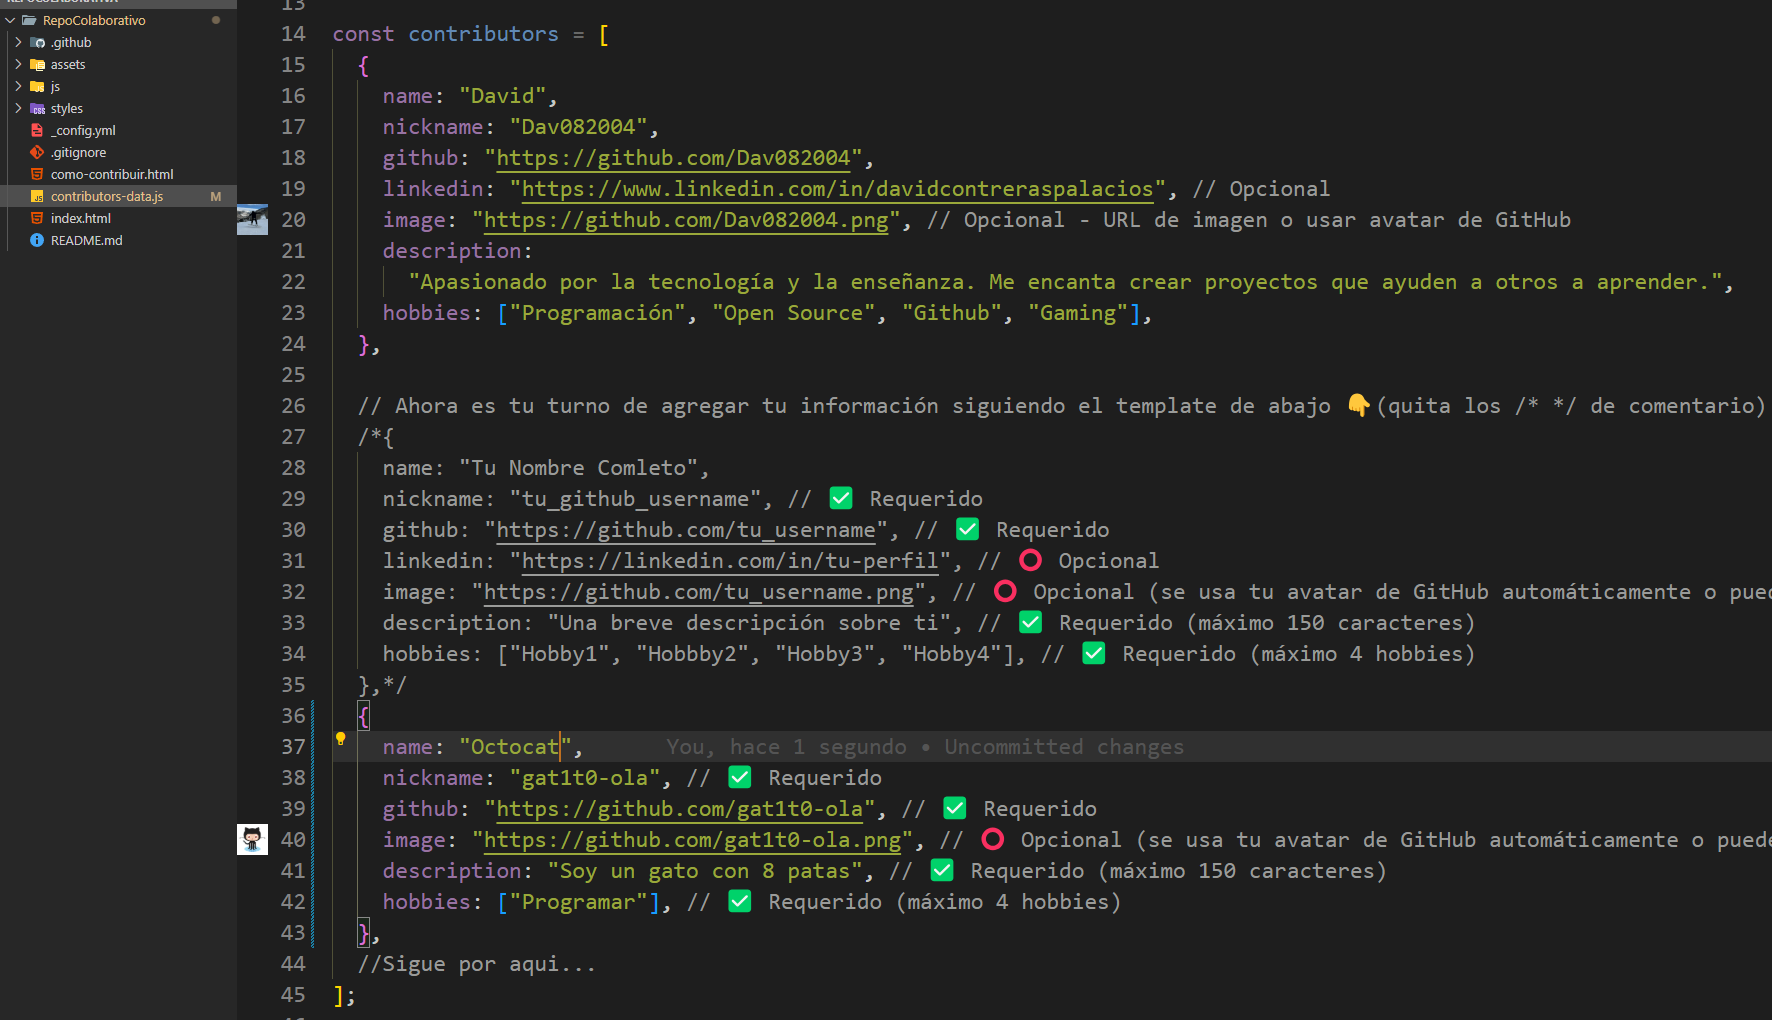 RepoColaborativo
.github
assets
js
styles
_config.yml
.gitignore
como-contribuir.html
contributors-data.js M
index.html
README.md
13
14 const contributors = [
15 {
16 name: "David",
17 nickname: "Dav082004",
18 github: "https://github.com/Dav082004",
19 linkedin: "https://www.linkedin.com/in/davidcontreraspalacios", // Opcional
20 image: "https://github.com/Dav082004.png", // Opcional - URL de imagen o usar avatar de GitHub
21 description:
22 "Apasionado por la tecnología y la enseñanza. Me encanta crear proyectos que ayuden a otros a aprender.",
23 hobbies: ["Programación", "Open Source", "Github", "Gaming"],
24 },
25
26 // Ahora es tu turno de agregar tu información siguiendo el template de abajo 👇(quita los /* */ de comentario)
27 /*{
28 name: "Tu Nombre Comleto",
29 nickname: "tu_github_username", // ✅ Requerido
30 github: "https://github.com/tu_username", // ✅ Requerido
31 linkedin: "https://linkedin.com/in/tu-perfil", // ⭕ Opcional
32 image: "https://github.com/tu_username.png", // ⭕ Opcional (se usa tu avatar de GitHub automáticamente o pued
33 description: "Una breve descripción sobre ti", // ✅ Requerido (máximo 150 caracteres)
34 hobbies: ["Hobby1", "Hobbby2", "Hobby3", "Hobby4"], // ✅ Requerido (máximo 4 hobbies)
35 },*/
36 {
37 name: "Octocat", You, hace 1 segundo • Uncommitted changes
38 nickname: "gat1t0-ola", // ✅ Requerido
39 github: "https://github.com/gat1t0-ola", // ✅ Requerido
40 image: "https://github.com/gat1t0-ola.png", // ⭕ Opcional (se usa tu avatar de GitHub automáticamente o puede
41 description: "Soy un gato con 8 patas", // ✅ Requerido (máximo 150 caracteres)
42 hobbies: ["Programar"], // ✅ Requerido (máximo 4 hobbies)
43 },
44 //Sigue por aqui...
45 ];